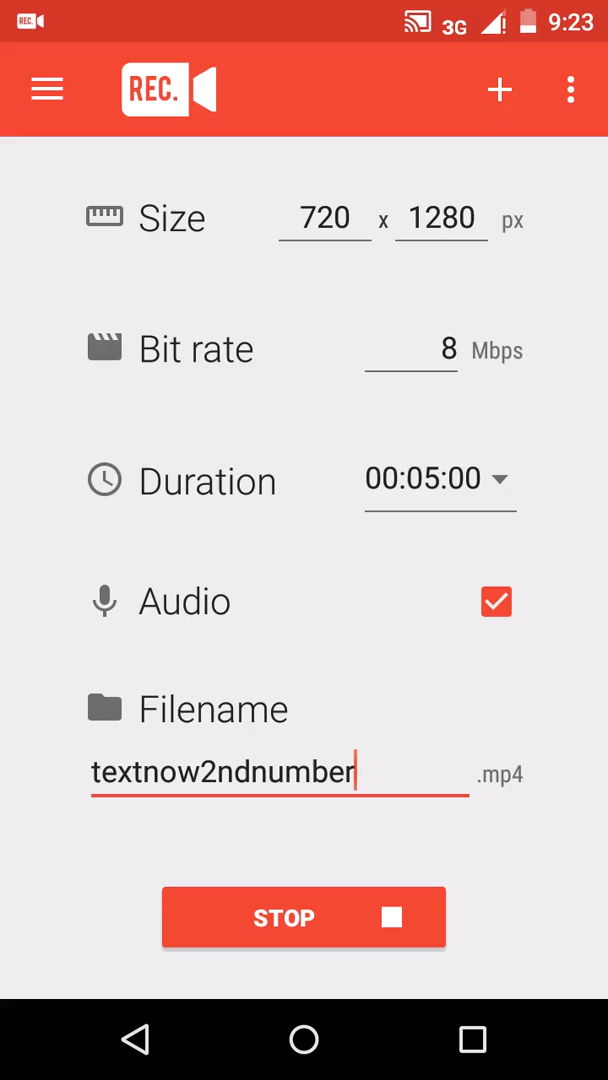 REC. 3G 9:23
REC. +
Size 720 x 1280 px
Bit rate 8 Mbps
Duration 00:05:00
Audio
Filename
textnow2ndnumber .mp4
STOP